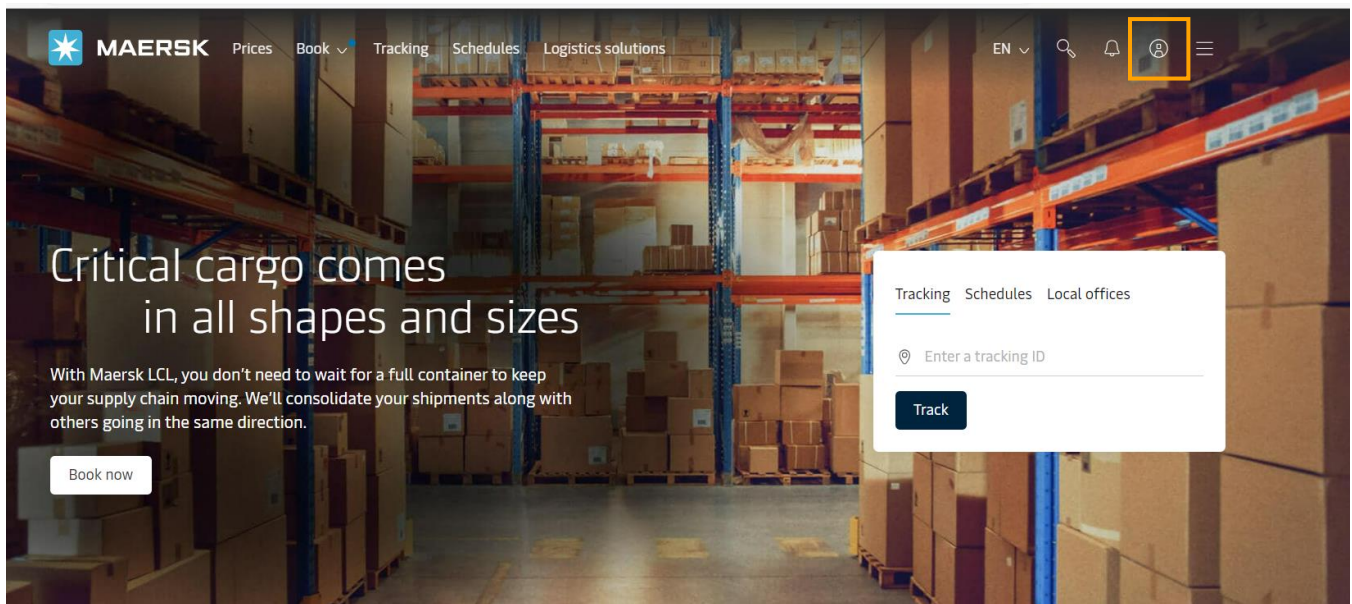 MAERSK Prices Book Tracking Schedules Logistics solutions EN
Critical cargo comes
in all shapes and sizes
With Maersk LCL, you don't need to wait for a full container to keep
your supply chain moving. We'll consolidate your shipments along with
others going in the same direction.
Book now
Tracking Schedules Local offices
Enter a tracking ID
Track